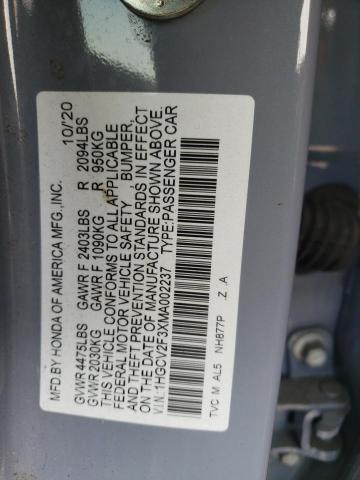 MFD.BY HONDA OF AMERICA MFG.,INC. 10/'20
GVWR 4475LBS GAWR F 2403LBS R 2094LBS
GVWR 2030KG GAWR F 1090KG R 950KG
THIS VEHICLE CONFORMS TO ALL APPLICABLE
FEDERAL MOTOR VEHICLE SAFETY, BUMPER,
AND THEFT PREVENTION STANDARDS IN EFFECT
ON THE DATE OF MANUFACTURE SHOWN ABOVE.
V.I.N.:1HGCV2F3XMA002237 TYPE:PASSENGER CAR
TVC M AL5 NH877P .Z .A